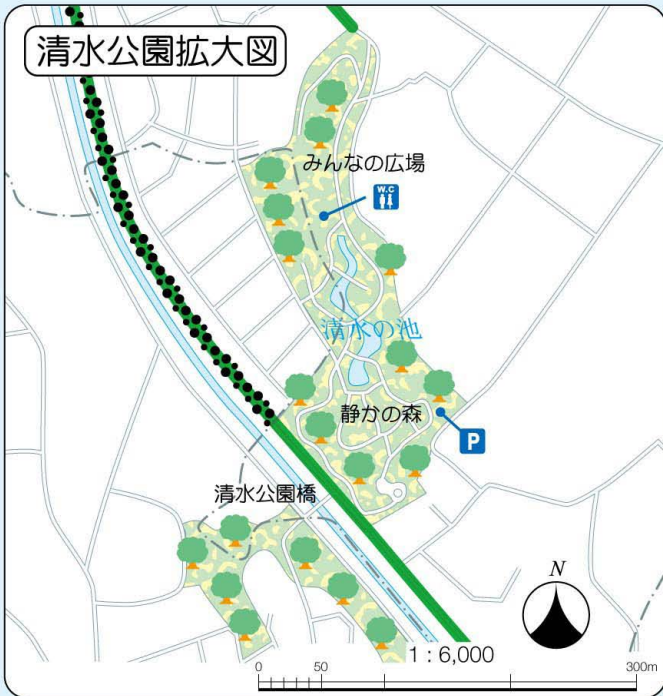 清水公園拡大図
みんなの広場
W.C
清水の池
静かの森
P
清水公園橋
N
1 : 6,000
0 50 300m